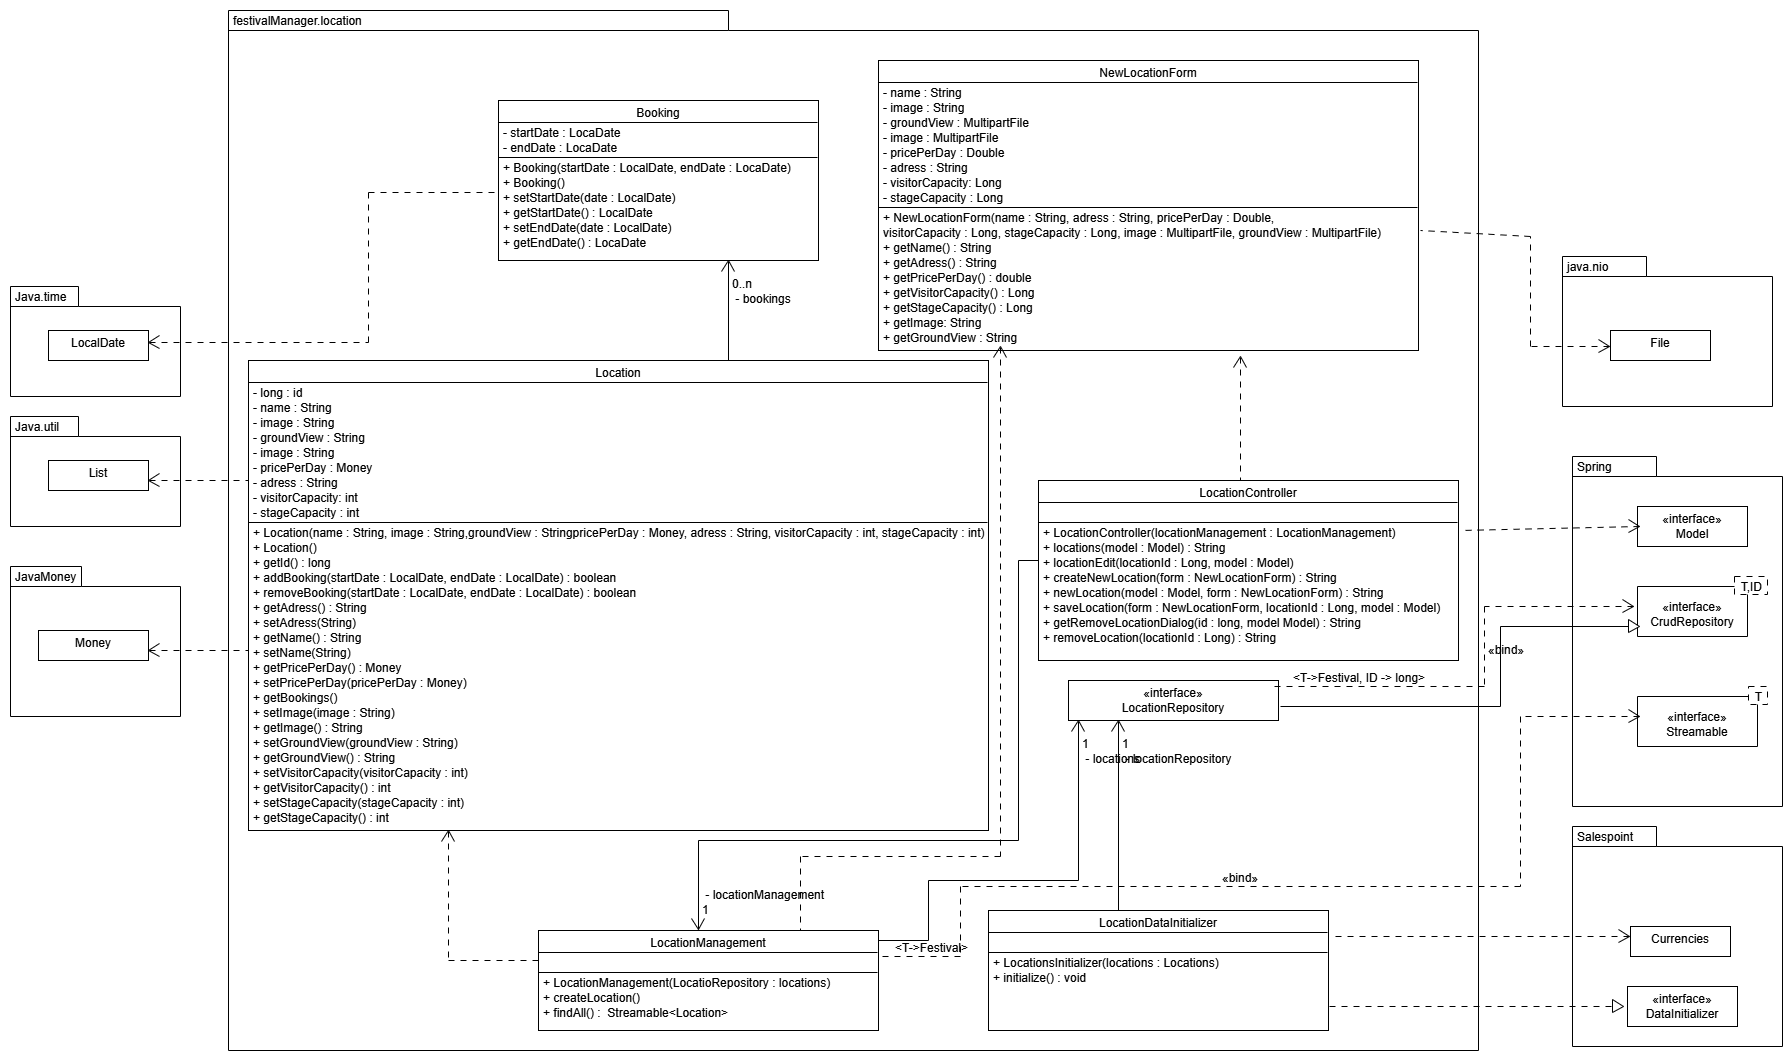 festivalManager.location
NewLocationForm
- name : String
- image : String
- groundView : MultipartFile
- image : MultipartFile
- pricePerDay : Double
- adress : String
- visitorCapacity: Long
- stageCapacity : Long
+ NewLocationForm(name : String, adress : String, pricePerDay : Double,
visitorCapacity : Long, stageCapacity : Long, image : MultipartFile, groundView : MultipartFile)
+ getName() : String
+ getAdress() : String
+ getPricePerDay() : double
+ getVisitorCapacity() : Long
+ getStageCapacity() : Long
+ getImage: String
+ getGroundView : String
Booking
- startDate : LocaDate
- endDate : LocaDate
+ Booking(startDate : LocalDate, endDate : LocaDate)
+ Booking()
+ setStartDate(date : LocalDate)
+ getStartDate() : LocalDate
+ setEndDate(date : LocalDate)
+ getEndDate() : LocaDate
0..n
- bookings
Java.time
LocalDate
Java.util
List
JavaMoney
Money
java.nio
File
Location
- long : id
- name : String
- image : String
- groundView : String
- image : String
- pricePerDay : Money
- adress : String
- visitorCapacity: int
- stageCapacity : int
+ Location(name : String, image : String,groundView : StringpricePerDay : Money, adress : String, visitorCapacity : int, stageCapacity : int)
+ Location()
+ getId() : long
+ addBooking(startDate : LocalDate, endDate : LocalDate) : boolean
+ removeBooking(startDate : LocalDate, endDate : LocalDate) : boolean
+ getAdress() : String
+ setAdress(String)
+ getName() : String
+ setName(String)
+ getPricePerDay() : Money
+ setPricePerDay(pricePerDay : Money)
+ getBookings()
+ setImage(image : String)
+ getImage() : String
+ setGroundView(groundView : String)
+ getGroundView() : String
+ setVisitorCapacity(visitorCapacity : int)
+ getVisitorCapacity() : int
+ setStageCapacity(stageCapacity : int)
+ getStageCapacity() : int
LocationController
+ LocationController(locationManagement : LocationManagement)
+ locations(model : Model) : String
+ locationEdit(locationId : Long, model : Model)
+ createNewLocation(form : NewLocationForm) : String
+ newLocation(model : Model, form : NewLocationForm) : String
+ saveLocation(form : NewLocationForm, locationId : Long, model : Model)
+ getRemoveLocationDialog(id : long, model Model) : String
+ removeLocation(locationId : Long) : String
Spring
«interface»
Model
T,ID
«interface»
CrudRepository
«bind»
<T->Festival, ID -> long>
T
«interface»
Streamable
«interface»
LocationRepository
1
- locations
1
- locationRepository
Salespoint
Currencies
«interface»
DataInitializer
«bind»
- locationManagement
1
<T->Festival>
LocationManagement
+ LocationManagement(LocatioRepository : locations)
+ createLocation()
+ findAll() :  Streamable<Location>
LocationDataInitializer
+ LocationsInitializer(locations : Locations)
+ initialize() : void